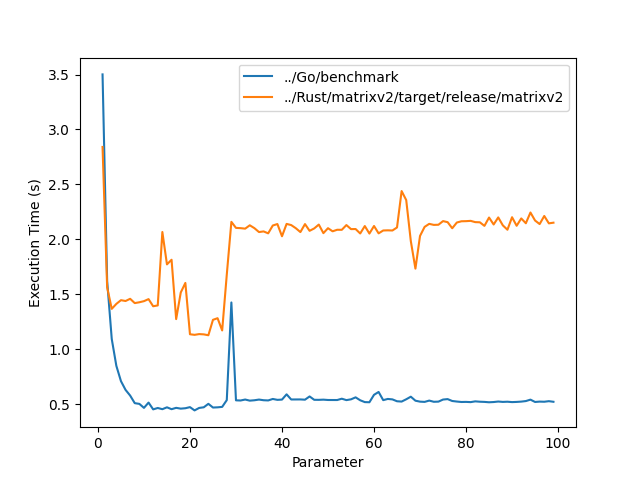 ../Go/benchmark
../Rust/matrixv2/target/release/matrixv2
3.5
3.0
2.5
2.0
1.5
1.0
0.5
Execution Time (s)
0 20 40 60 80 100
Parameter